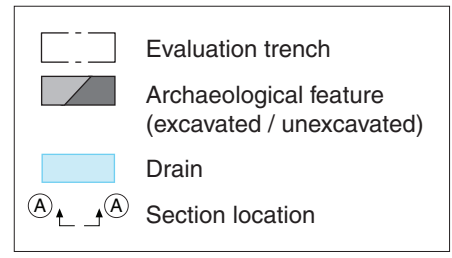 Evaluation trench
Archaeological feature
(excavated / unexcavated)
Drain
A A
Section location